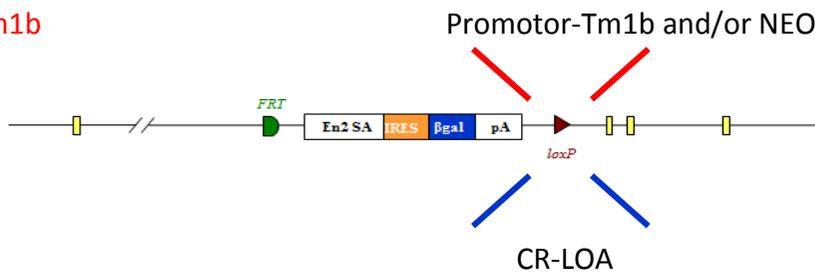 m1b
Promotor-Tm1b and/or NEO
FRT
En2 SA IRES βgal pA
loxP
CR-LOA